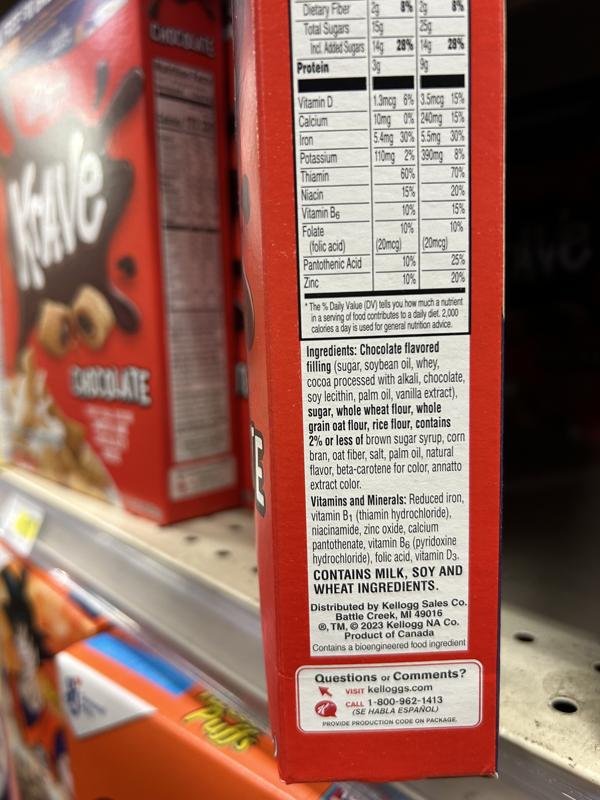 Dietary Fiber 2g 8% 2g 8%
Total Sugars 15g 25g
Incl. Added Sugars 14g 28% 14g 28%
Protein 3g 9g
Vitamin D 1.3mcg 6% 3.5mcg 15%
Calcium 10mg 0% 240mg 15%
Iron 5.4mg 30% 5.5mg 30%
Potassium 110mg 2% 390mg 8%
Thiamin 60% 70%
Niacin 15% 20%
Vitamin B6 10% 15%
Folate 10% 10%
(folic acid) (20mcg) (20mcg)
Pantothenic Acid 10% 25%
Zinc 10% 20%
* The % Daily Value (DV) tells you how much a nutrient
in a serving of food contributes to a daily diet. 2,000
calories a day is used for general nutrition advice.
Ingredients: Chocolate flavored
filling (sugar, soybean oil, whey,
cocoa processed with alkali, chocolate,
soy lecithin, palm oil, vanilla extract),
sugar, whole wheat flour, whole
grain oat flour, rice flour, contains
2% or less of brown sugar syrup, corn
bran, oat fiber, salt, palm oil, natural
flavor, beta-carotene for color, annatto
extract color.
Vitamins and Minerals: Reduced iron,
vitamin B1 (thiamin hydrochloride),
niacinamide, zinc oxide, calcium
pantothenate, vitamin B6 (pyridoxine
hydrochloride), folic acid, vitamin D3.
CONTAINS MILK, SOY AND
WHEAT INGREDIENTS.
Distributed by Kellogg Sales Co.
Battle Creek, MI 49016
®, TM, © 2023 Kellogg NA Co.
Product of Canada
Contains a bioengineered food ingredient
Questions or Comments?
VISIT kelloggs.com
CALL 1-800-962-1413
(SE HABLA ESPAÑOL)
PROVIDE PRODUCTION CODE ON PACKAGE.
Krave
CHOCOLATE
CHOCOLATE
E
Puffs